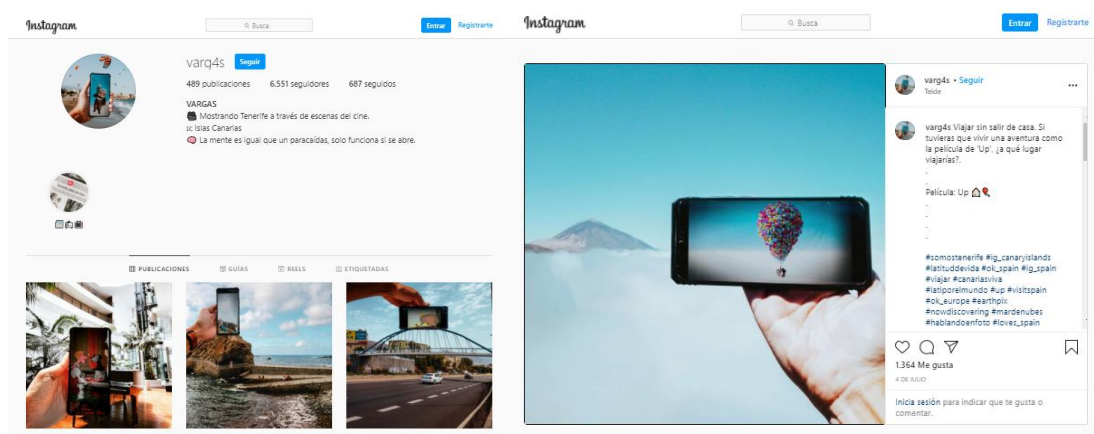 Instagram
Busca
Entrar Registrarte
varg4s Seguir
489 publicaciones 6.551 seguidores 687 seguidos
VARGAS
Mostrando Tenerife a través de escenas del cine.
IC Islas Canarias
La mente es igual que un paracaídas, solo funciona si se abre.
PUBLICACIONES GUÍAS REELS ETIQUETADAS
Instagram
Busca
Entrar Registrarte
varg4s • Seguir
Teide
varg4s Viajar sin salir de casa. Si
tuvieras que vivir una aventura como
la película de 'Up', ¿a qué lugar
viajarías?.
.
.
Película: Up
.
.
.
.
#somostenerife #ig_canaryislands
#latituddevida #ok_spain #ig_spain
#viajar #canariasviva
#iatiporelmundo #up #visitspain
#ok_europe #earthpix
#nowdiscovering #mardenubes
#hablandoenfoto #loves_spain
1.364 Me gusta
4 DE JULIO
Inicia sesión para indicar que te gusta o
comentar.